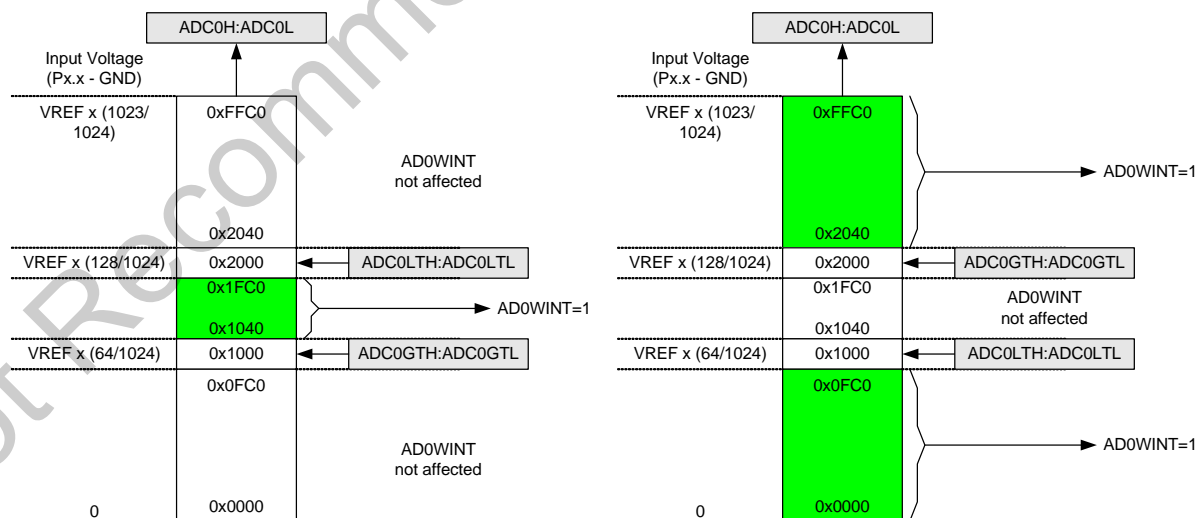 ADC0H:ADC0L
Input Voltage
(Px.x - GND)
VREF x (1023/
1024)
0xFFC0
AD0WINT
not affected
0x2040
VREF x (128/1024)
0x2000
ADC0LTH:ADC0LTL
0x1FC0
AD0WINT=1
0x1040
VREF x (64/1024)
0x1000
ADC0GTH:ADC0GTL
0x0FC0
AD0WINT
not affected
0
0x0000
ADC0H:ADC0L
Input Voltage
(Px.x - GND)
VREF x (1023/
1024)
0xFFC0
AD0WINT=1
0x2040
VREF x (128/1024)
0x2000
ADC0GTH:ADC0GTL
0x1FC0
AD0WINT
not affected
0x1040
VREF x (64/1024)
0x1000
ADC0LTH:ADC0LTL
0x0FC0
AD0WINT=1
0
0x0000
Not Recomm